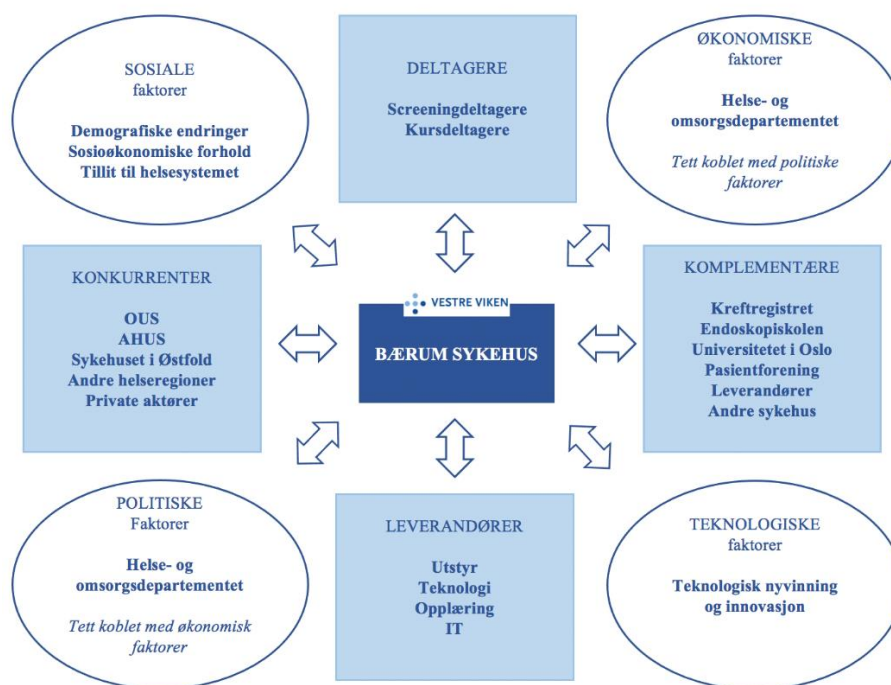 SOSIALE
faktorer
Demografiske endringer
Sosioøkonomiske forhold
Tillit til helsesystemet
DELTAGERE
Screeningdeltagere
Kursdeltagere
ØKONOMISKE
faktorer
Helse- og
omsorgsdepartementet
Tett koblet med politiske
faktorer
KONKURRENTER
OUS
AHUS
Sykehuset i Østfold
Andre helseregioner
Private aktører
VESTRE VIKEN
BÆRUM SYKEHUS
KOMPLEMENTÆRE
Kreftregistret
Endoskopiskolen
Universitetet i Oslo
Pasientforening
Leverandører
Andre sykehus
POLITISKE
Faktorer
Helse- og
omsorgsdepartementet
Tett koblet med økonomisk
faktorer
LEVERANDØRER
Utstyr
Teknologi
Opplæring
IT
TEKNOLOGISKE
faktorer
Teknologisk nyvinning
og innovasjon